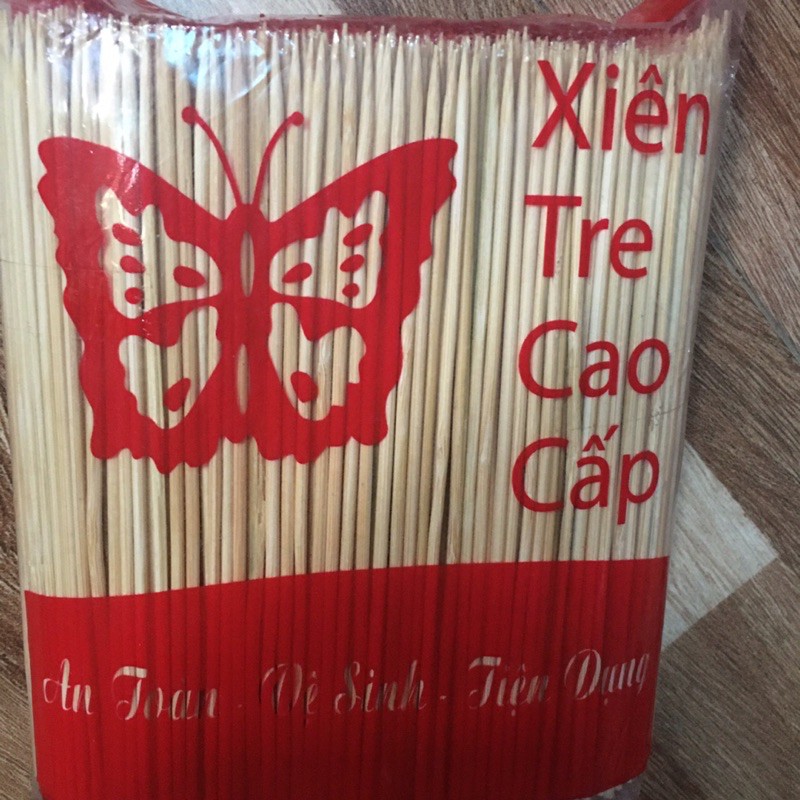 Xiên
Tre
Cao
Cấp
An Toàn - Vệ Sinh - Tiện Dụng